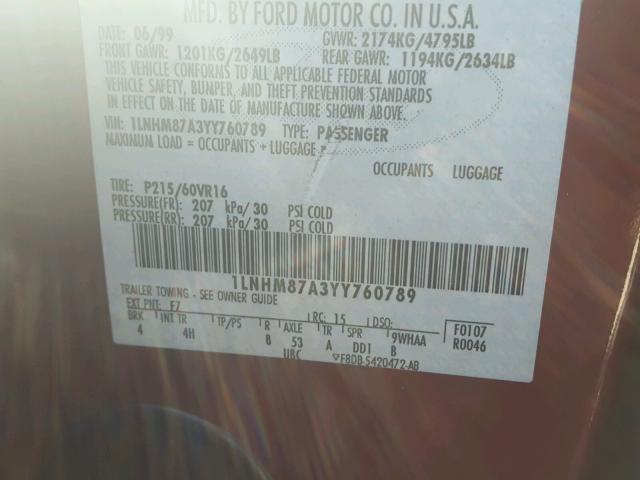 MFD. BY FORD MOTOR CO. IN U.S.A.
06/99 GVWR: 2174KG/4795LB
FRONT GAWR: 1201KG/2649LB REAR GAWR: 1194KG/2634LB
THIS VEHICLE CONFORMS TO ALL APPLICABLE FEDERAL MOTOR
VEHICLE SAFETY, BUMPER, AND THEFT PREVENTION STANDARDS
IN EFFECT ON THE DATE OF MANUFACTURE SHOWN ABOVE.
VIN: 1LNHM87A3YY760789 TYPE: PASSENGER
MAXIMUM LOAD = OCCUPANTS + LUGGAGE
OCCUPANTS LUGGAGE
TIRE: P215/60VR16
PRESSURE(FR): 207 kPa/30 PSI COLD
PRESSURE(RR): 207 kPa/30 PSI COLD
1LNHM87A3YY760789
TRAILER TOWING - SEE OWNER GUIDE
EXT PNT: F7 RC: 15 DSO:
BRK INT TR TP/PS R AXLE TR SPR 9WHAA F0107
4 4H 8 53 A DD1 B R0046
UBC F8DB-5420472-AB